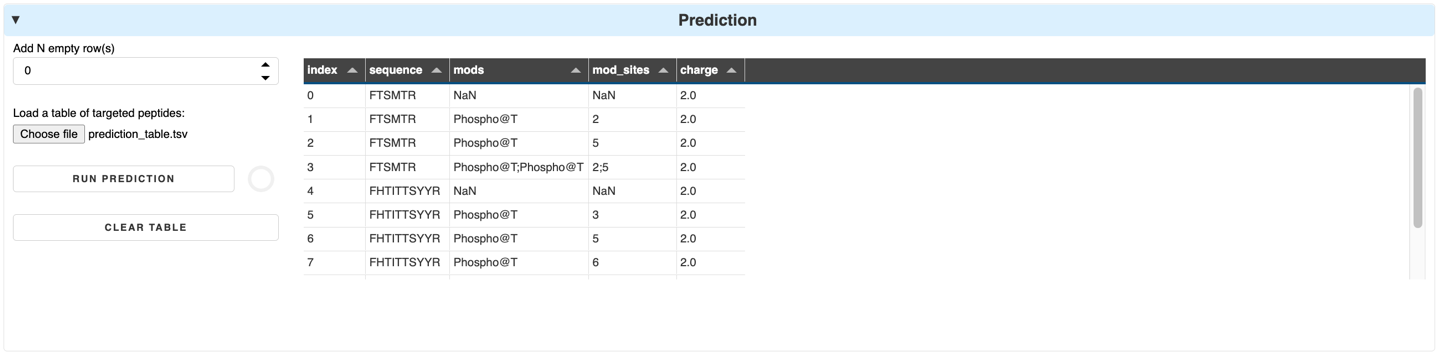 ▼ Prediction
Add N empty row(s)
0
Load a table of targeted peptides:
Choose file prediction_table.tsv
RUN PREDICTION
CLEAR TABLE
index sequence mods mod_sites charge
0 FTSMTR NaN NaN 2.0
1 FTSMTR Phospho@T 2 2.0
2 FTSMTR Phospho@T 5 2.0
3 FTSMTR Phospho@T;Phospho@T 2;5 2.0
4 FHTITTSYYR NaN NaN 2.0
5 FHTITTSYYR Phospho@T 3 2.0
6 FHTITTSYYR Phospho@T 5 2.0
7 FHTITTSYYR Phospho@T 6 2.0